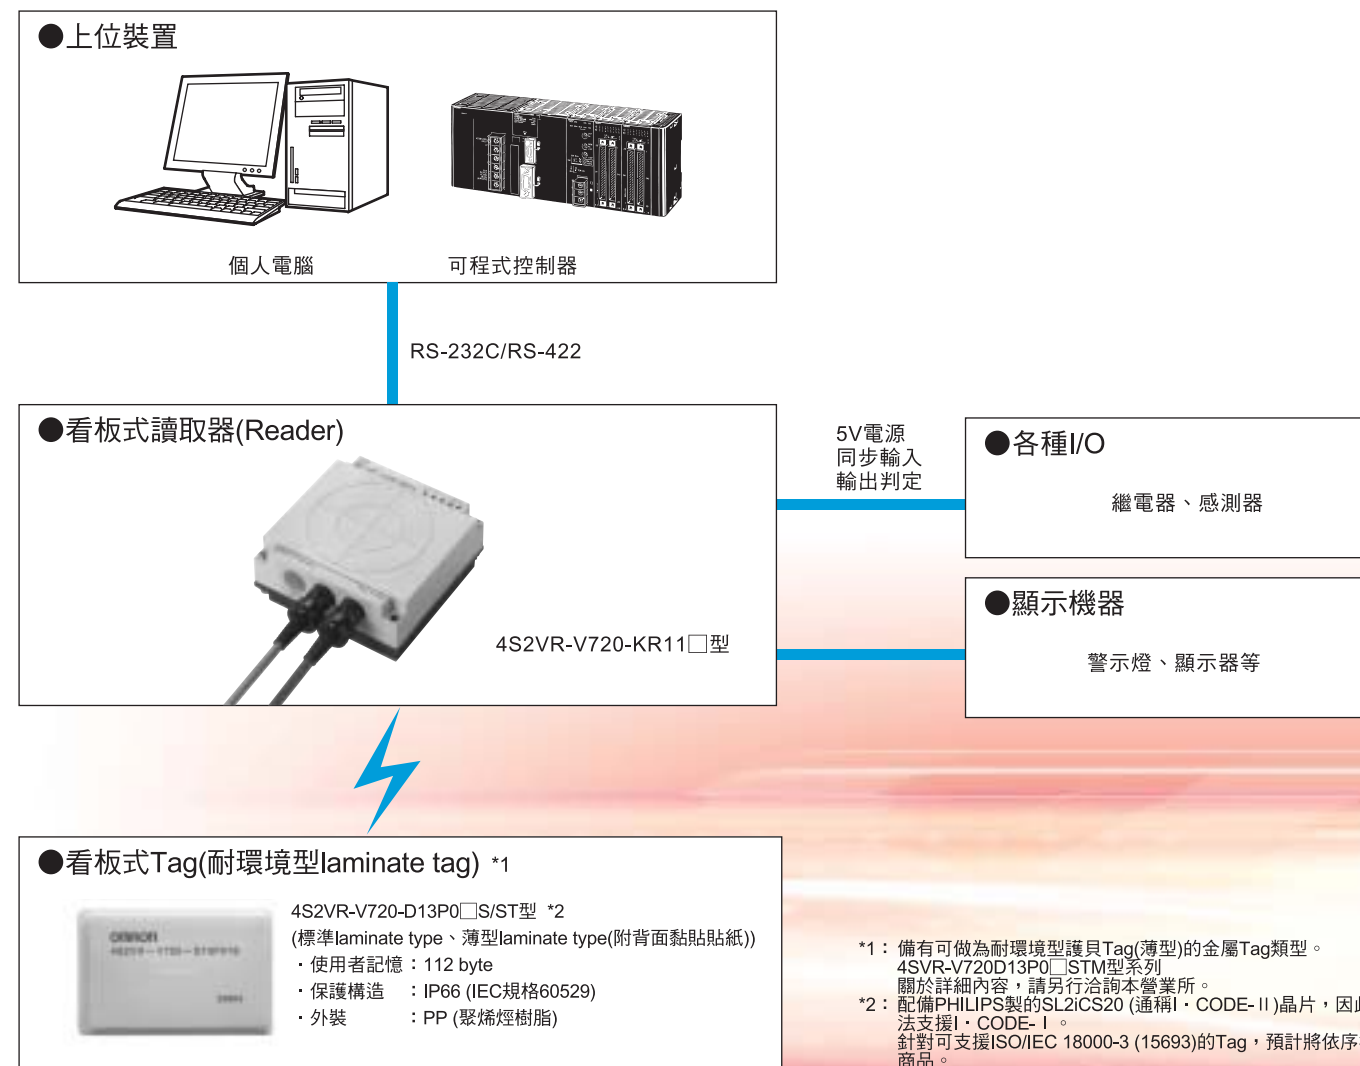 ●上位裝置
個人電腦
可程式控制器
RS-232C/RS-422
●看板式讀取器(Reader)
4S2VR-V720-KR11□型
5V電源
同步輸入
輸出判定
●各種I/O
繼電器、感測器
●顯示機器
警示燈、顯示器等
●看板式Tag(耐環境型laminate tag) *1
OMRON
4S2VR-V720-D13P0□S/ST型 *2
(標準laminate type、薄型laminate type(附背面黏貼貼紙))
・使用者記憶：112 byte
・保護構造 ：IP66 (IEC規格60529)
・外裝 ：PP (聚烯烴樹脂)
*1：備有可做為耐環境型護貝Tag(薄型)的金屬Tag類型。
4SVR-V720D13P0□STM型系列
關於詳細內容，請另行洽詢本營業所。
*2：配備PHILIPS製的SL2iCS20 (通稱I・CODE-Ⅱ)晶片，因此
法支援I・CODE-Ⅰ。
針對可支援ISO/IEC 18000-3 (15693)的Tag，預計將依序
商品。